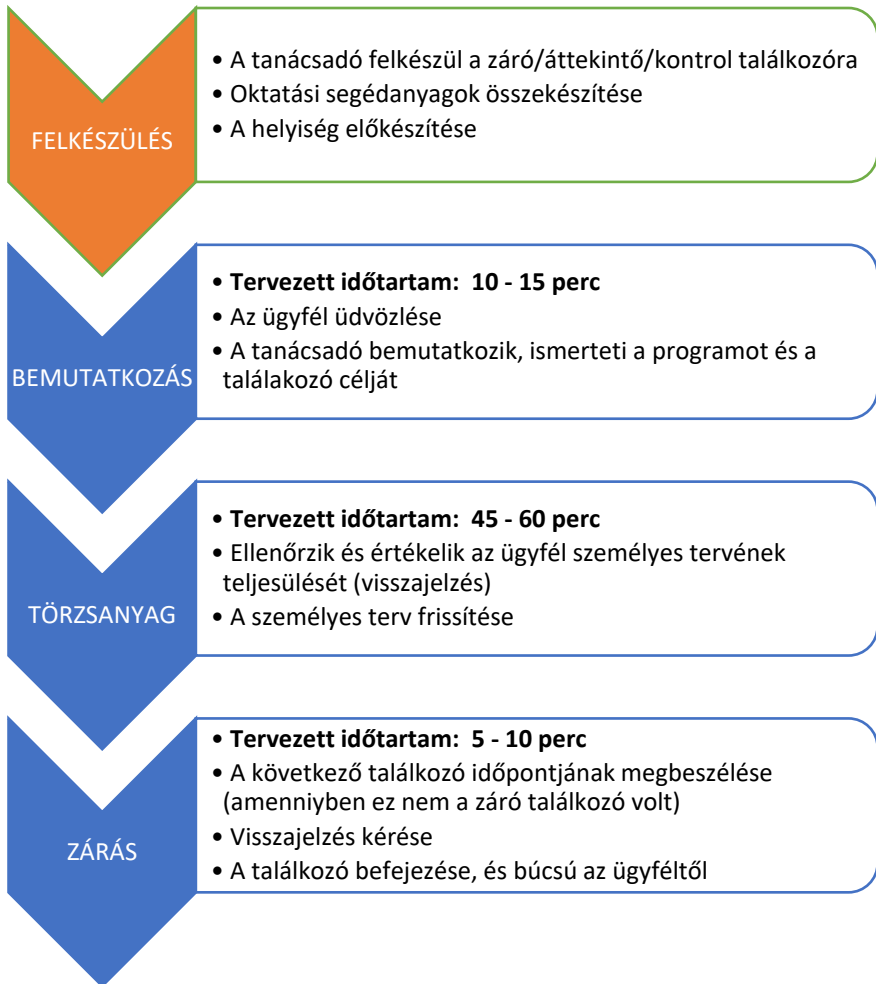 FELKÉSZÜLÉS
• A tanácsadó felkészül a záró/áttekintő/kontrol találkozóra
• Oktatási segédanyagok összekészítése
• A helyiség előkészítése
BEMUTATKOZÁS
• Tervezett időtartam:  10 - 15 perc
• Az ügyfél üdvözlése
• A tanácsadó bemutatkozik, ismerteti a programot és a
találakozó célját
TÖRZSANYAG
• Tervezett időtartam:  45 - 60 perc
• Ellenőrzik és értékelik az ügyfél személyes tervének
teljesülését (visszajelzés)
• A személyes terv frissítése
ZÁRÁS
• Tervezett időtartam:  5 - 10 perc
• A következő találkozó időpontjának megbeszélése
(amenniyben ez nem a záró találkozó volt)
• Visszajelzés kérése
• A találkozó befejezése, és búcsú az ügyféltől